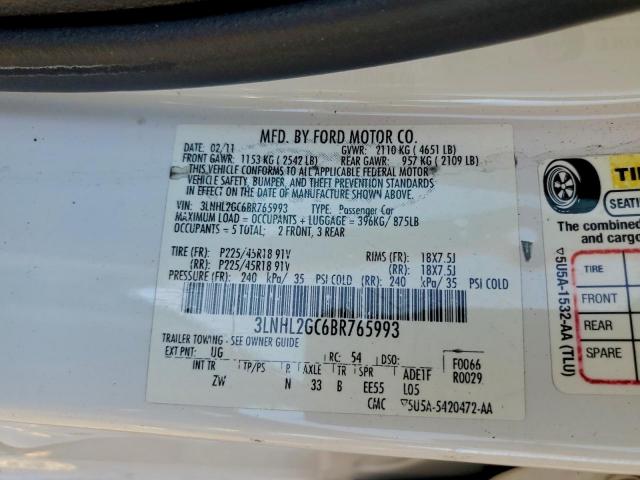 MFD. BY FORD MOTOR CO.
DATE: 02/11 GVWR: 2110 KG ( 4651 LB)
FRONT GAWR: 1153 KG ( 2542 LB) REAR GAWR: 957 KG ( 2109 LB)
THIS VEHICLE CONFORMS TO ALL APPLICABLE FEDERAL MOTOR
VEHICLE SAFETY, BUMPER, AND THEFT PREVENTION STANDARDS
IN EFFECT ON THE DATE OF MANUFACTURE SHOWN ABOVE.
VIN: 3LNHL2GC6BR765993 TYPE: Passenger Car
MAXIMUM LOAD = OCCUPANTS + LUGGAGE = 396KG/ 875LB
OCCUPANTS = 5 TOTAL; 2 FRONT, 3 REAR
TIRE (FR): P225/45R18 91V RIMS (FR): 18X7.5J
(RR): P225/45R18 91V (RR): 18X7.5J
PRESSURE (FR): 240 kPa/ 35 PSI COLD (RR): 240 kPa/ 35 PSI COLD
3LNHL2GC6BR765993
TRAILER TOWING - SEE OWNER GUIDE
EXT PNT: UG RC: 54 DSO: F0066
INT TR TP/PS R AXLE TR SPR ADE1F R0029
ZW N 33 B EE55 L05
CMC ▽5U5A-5420472-AA
TIR
SEATIN
The combined
and cargo
TIRE
FRONT
REAR
SPARE
▽5U5A-1532-AA (TLU)